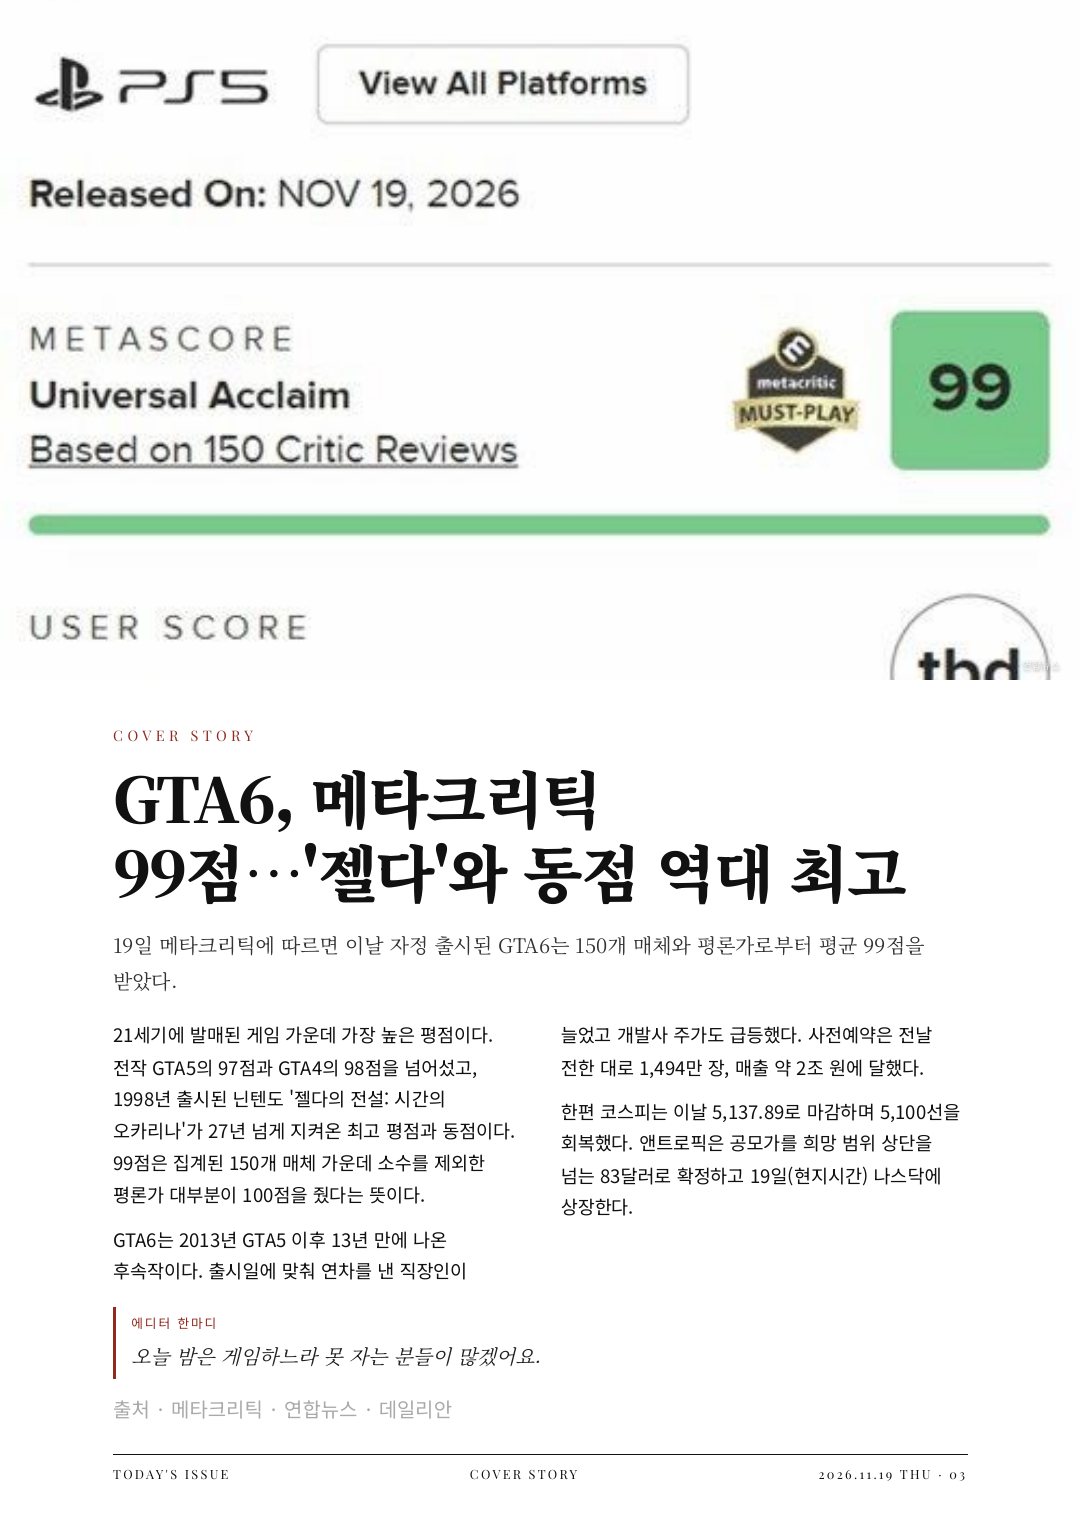 PS5
View All Platforms
Released On: NOV 19, 2026
METASCORE
Universal Acclaim
Based on 150 Critic Reviews
metacritic
MUST-PLAY
99
USER SCORE
tbd
COVER STORY
GTA6, 메타크리틱
99점…'젤다'와 동점 역대 최고
19일 메타크리틱에 따르면 이날 자정 출시된 GTA6는 150개 매체와 평론가로부터 평균 99점을
받았다.
21세기에 발매된 게임 가운데 가장 높은 평점이다.
전작 GTA5의 97점과 GTA4의 98점을 넘어섰고,
1998년 출시된 닌텐도 '젤다의 전설: 시간의
오카리나'가 27년 넘게 지켜온 최고 평점과 동점이다.
99점은 집계된 150개 매체 가운데 소수를 제외한
평론가 대부분이 100점을 줬다는 뜻이다.
GTA6는 2013년 GTA5 이후 13년 만에 나온
후속작이다. 출시일에 맞춰 연차를 낸 직장인이
늘었고 개발사 주가도 급등했다. 사전예약은 전날
전한 대로 1,494만 장, 매출 약 2조 원에 달했다.
한편 코스피는 이날 5,137.89로 마감하며 5,100선을
회복했다. 앤트로픽은 공모가를 희망 범위 상단을
넘는 83달러로 확정하고 19일(현지시간) 나스닥에
상장한다.
에디터 한마디
오늘 밤은 게임하느라 못 자는 분들이 많겠어요.
출처 · 메타크리틱 · 연합뉴스 · 데일리안
TODAY'S ISSUE
COVER STORY
2026.11.19 THU · 03